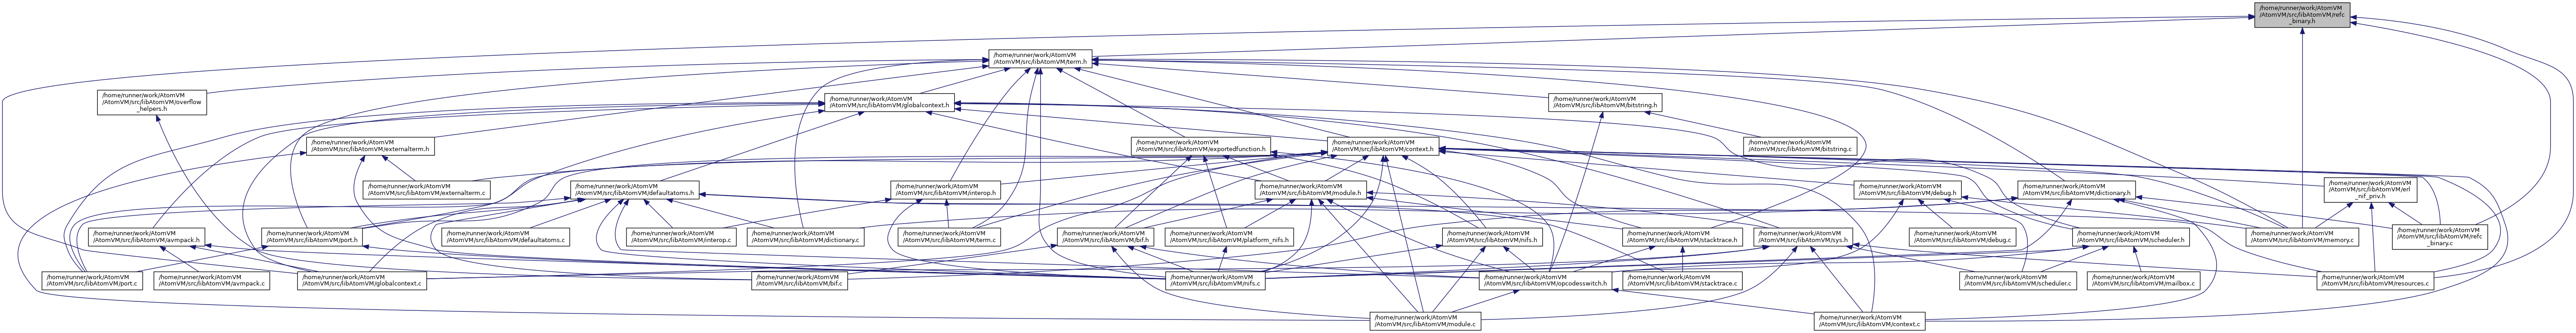 /home/runner/work/AtomVM
/AtomVM/src/libAtomVM/refc
_binary.h
/home/runner/work/AtomVM
/AtomVM/src/libAtomVM/term.h
/home/runner/work/AtomVM
/AtomVM/src/libAtomVM/overflow
_helpers.h
/home/runner/work/AtomVM
/AtomVM/src/libAtomVM/globalcontext.h
/home/runner/work/AtomVM
/AtomVM/src/libAtomVM/bitstring.h
/home/runner/work/AtomVM
/AtomVM/src/libAtomVM/externalterm.h
/home/runner/work/AtomVM
/AtomVM/src/libAtomVM/exportedfunction.h
/home/runner/work/AtomVM
/AtomVM/src/libAtomVM/context.h
/home/runner/work/AtomVM
/AtomVM/src/libAtomVM/bitstring.c
/home/runner/work/AtomVM
/AtomVM/src/libAtomVM/externalterm.c
/home/runner/work/AtomVM
/AtomVM/src/libAtomVM/defaultatoms.h
/home/runner/work/AtomVM
/AtomVM/src/libAtomVM/interop.h
/home/runner/work/AtomVM
/AtomVM/src/libAtomVM/module.h
/home/runner/work/AtomVM
/AtomVM/src/libAtomVM/debug.h
/home/runner/work/AtomVM
/AtomVM/src/libAtomVM/dictionary.h
/home/runner/work/AtomVM
/AtomVM/src/libAtomVM/erl
_nif_priv.h
/home/runner/work/AtomVM
/AtomVM/src/libAtomVM/avmpack.h
/home/runner/work/AtomVM
/AtomVM/src/libAtomVM/port.h
/home/runner/work/AtomVM
/AtomVM/src/libAtomVM/defaultatoms.c
/home/runner/work/AtomVM
/AtomVM/src/libAtomVM/interop.c
/home/runner/work/AtomVM
/AtomVM/src/libAtomVM/dictionary.c
/home/runner/work/AtomVM
/AtomVM/src/libAtomVM/term.c
/home/runner/work/AtomVM
/AtomVM/src/libAtomVM/bif.h
/home/runner/work/AtomVM
/AtomVM/src/libAtomVM/platform_nifs.h
/home/runner/work/AtomVM
/AtomVM/src/libAtomVM/nifs.h
/home/runner/work/AtomVM
/AtomVM/src/libAtomVM/stacktrace.h
/home/runner/work/AtomVM
/AtomVM/src/libAtomVM/sys.h
/home/runner/work/AtomVM
/AtomVM/src/libAtomVM/debug.c
/home/runner/work/AtomVM
/AtomVM/src/libAtomVM/scheduler.h
/home/runner/work/AtomVM
/AtomVM/src/libAtomVM/memory.c
/home/runner/work/AtomVM
/AtomVM/src/libAtomVM/refc
_binary.c
/home/runner/work/AtomVM
/AtomVM/src/libAtomVM/port.c
/home/runner/work/AtomVM
/AtomVM/src/libAtomVM/avmpack.c
/home/runner/work/AtomVM
/AtomVM/src/libAtomVM/globalcontext.c
/home/runner/work/AtomVM
/AtomVM/src/libAtomVM/bif.c
/home/runner/work/AtomVM
/AtomVM/src/libAtomVM/nifs.c
/home/runner/work/AtomVM
/AtomVM/src/libAtomVM/opcodesswitch.h
/home/runner/work/AtomVM
/AtomVM/src/libAtomVM/stacktrace.c
/home/runner/work/AtomVM
/AtomVM/src/libAtomVM/scheduler.c
/home/runner/work/AtomVM
/AtomVM/src/libAtomVM/mailbox.c
/home/runner/work/AtomVM
/AtomVM/src/libAtomVM/resources.c
/home/runner/work/AtomVM
/AtomVM/src/libAtomVM/module.c
/home/runner/work/AtomVM
/AtomVM/src/libAtomVM/context.c